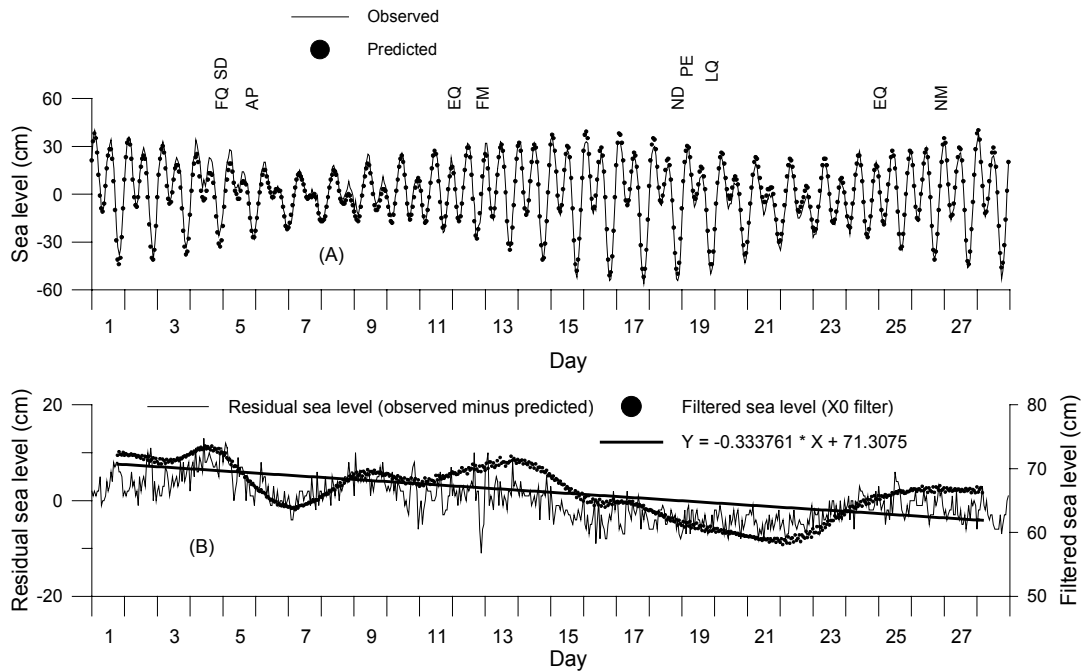 Observed
Predicted
FQ SD
AP
EQ
FM
ND
PE
LQ
EQ
NM
Sea level (cm)
60
30
0
-30
-60
(A)
1 3 5 7 9 11 13 15 17 19 21 23 25 27
Day
Residual sea level (observed minus predicted)
Filtered sea level (X0 filter)
Y = -0.333761 * X + 71.3075
Residual sea level (cm)
20
10
0
-10
-20
(B)
80
70
60
50
Filtered sea level (cm)
1 3 5 7 9 11 13 15 17 19 21 23 25 27
Day